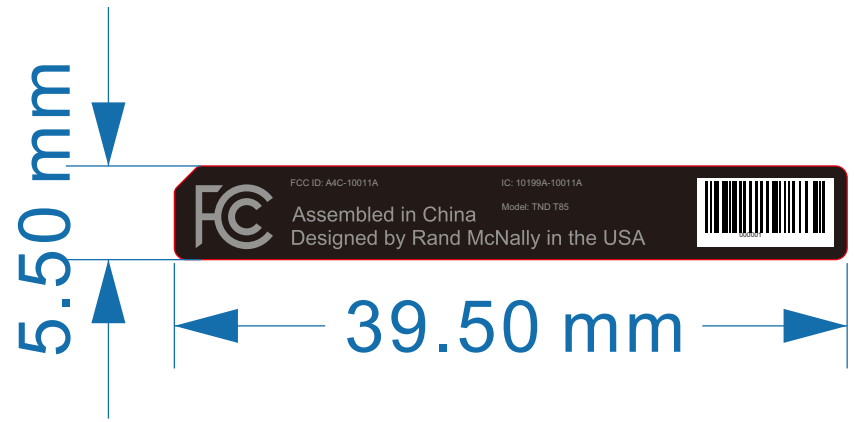 5.50 mm
FCC ID: A4C-10011A
IC: 10199A-10011A
Model: TND T85
FC
Assembled in China
Designed by Rand McNally in the USA
000001
39.50 mm